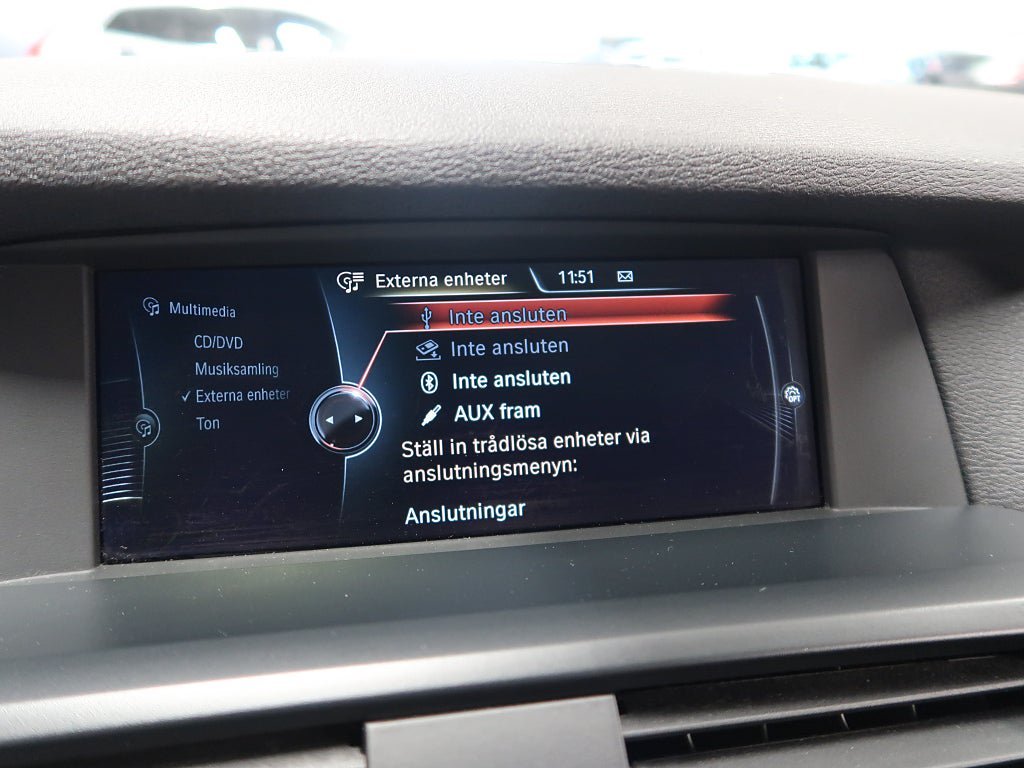 Externa enheter 11:51
Multimedia
CD/DVD
Musiksamling
Externa enheter
Ton
Inte ansluten
Inte ansluten
Inte ansluten
AUX fram
Ställ in trådlösa enheter via
anslutningsmenyn:
Anslutningar
OPT